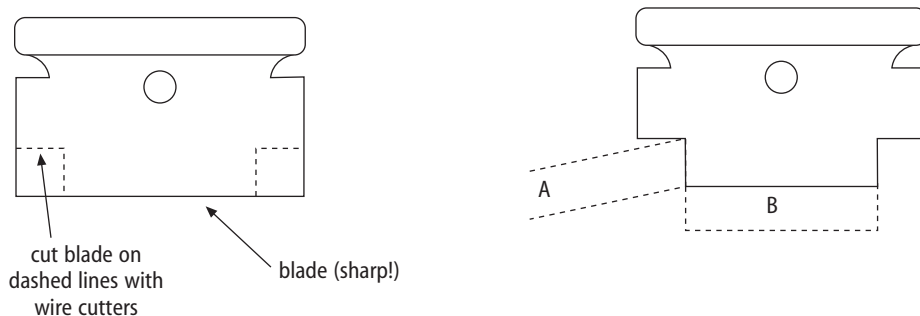 cut blade on
dashed lines with
wire cutters
blade (sharp!)
A
B